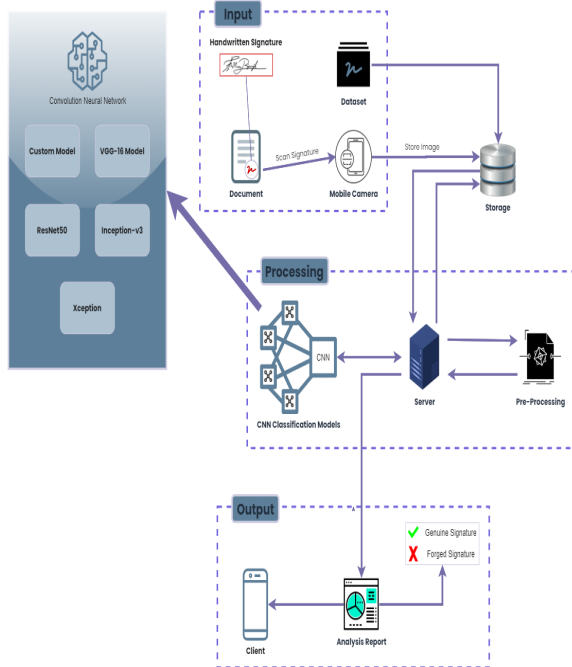 Input
Handwritten Signature
Dataset
Document
Scan Signature
Mobile Camera
Store Image
Storage
Convolution Neural Network
Custom Model
VGG-16 Model
ResNet50
Inception-v3
Xception
Processing
CNN
CNN Classification Models
Server
Pre-Processing
Output
Genuine Signature
Forged Signature
Client
Analysis Report